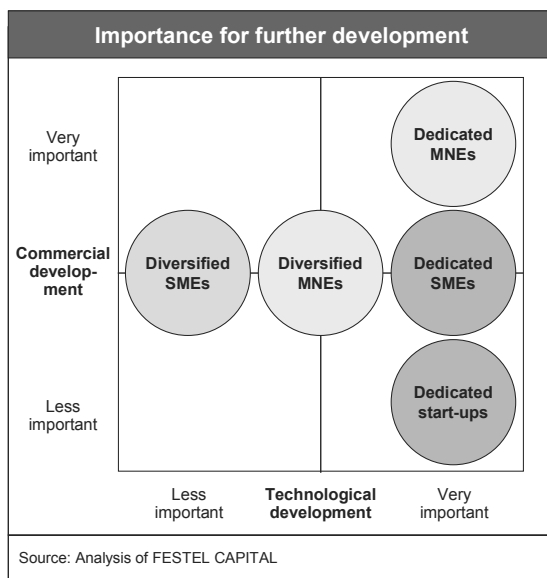 Importance for further development
Very
important
Dedicated
MNEs
Commercial
develop-
ment
Diversified
SMEs
Diversified
MNEs
Dedicated
SMEs
Less
important
Dedicated
start-ups
Less
important
Technological
development
Very
important
Source: Analysis of FESTEL CAPITAL